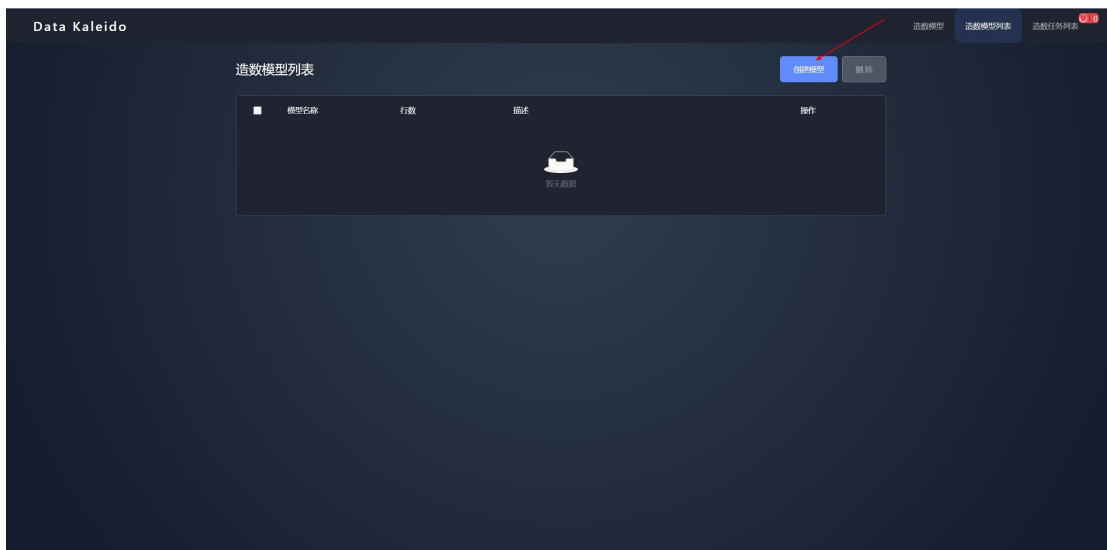 Data Kaleido
造数模型 造数模型列表 造数任务列表 0
造数模型列表 创建模型 删除
模型名称 行数 描述 操作
暂无数据